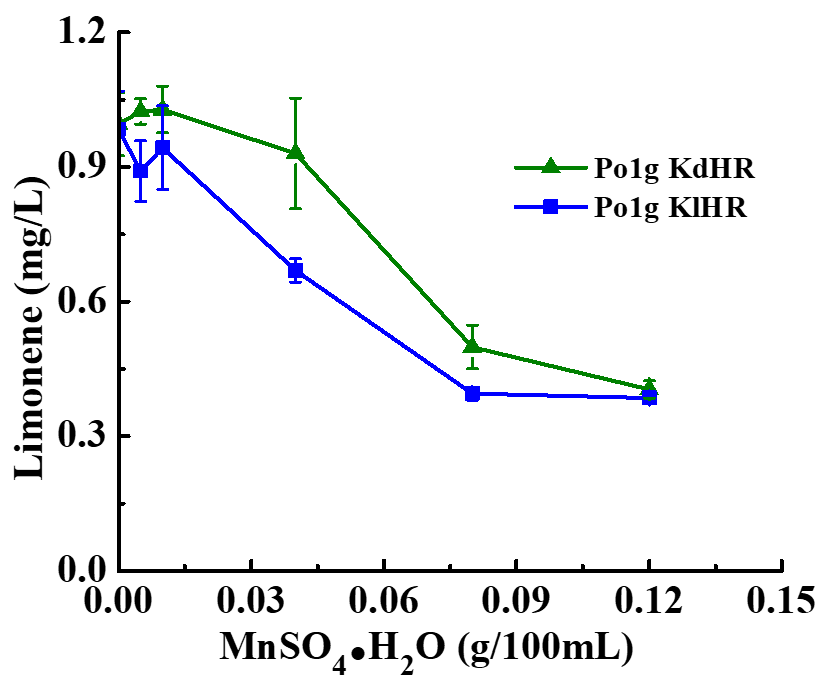 1.2
0.9
0.6
0.3
0.0
Limonene (mg/L)
Po1g KdHR
Po1g KlHR
0.00 0.03 0.06 0.09 0.12 0.15
MnSO₄•H₂O (g/100mL)